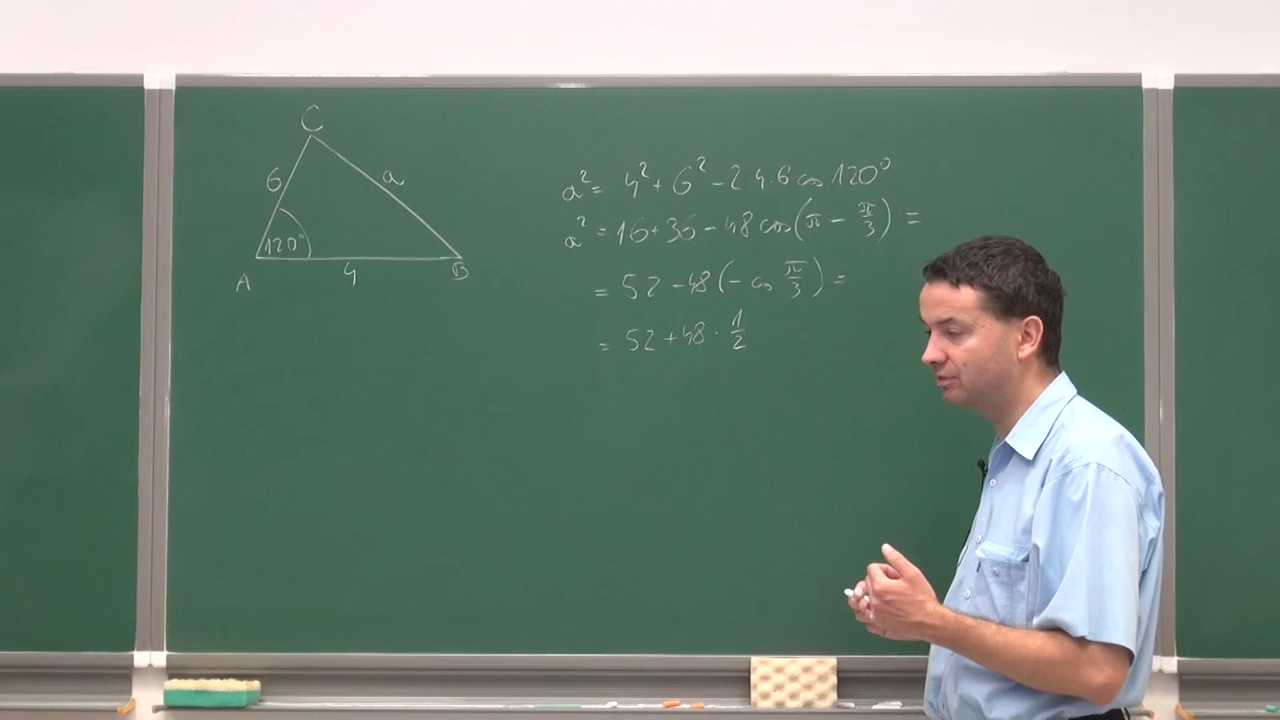 C
6
a
120°
A
4
B
a² = 4² + 6² - 2 4.6 cos 120°
a² = 16 + 36 - 48 cos(π - π/3) =
= 52 - 48 (- cos π/3) =
= 52 + 48 · 1/2